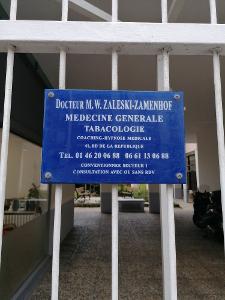 DOCTEUR M.W. ZALESKI-ZAMENHOF
MEDECINE GENERALE
TABACOLOGIE
COACHING-HYPNOSE MEDICALE
41, BD DE LA REPUBLIQUE
TEL. 01 46 20 06 88 06 61 13 06 88
CONVENTIONNEE SECTEUR 1
CONSULTATION AVEC OU SANS RDV